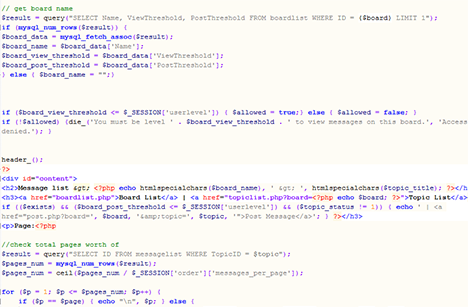 // get board name
$result = query("SELECT Name, ViewThreshold, PostThreshold FROM boardlist WHERE ID = ($board) LIMIT 1");
if (mysql_num_rows($result)) {
$board_data = mysql_fetch_assoc($result);
$board_name = $board_data['Name'];
$board_view_threshold = $board_data['ViewThreshold'];
$board_post_threshold = $board_data['PostThreshold'];
} else { $board_name = "";}
if ($board_view_threshold <= $_SESSION['userlevel']) { $allowed = true;} else { $allowed = false; }
if (!$allowed) {die_('You must be level ' . $board_view_threshold . ' to view messages on this board.', 'Access
denied.'); }
header_();
?>
<div id="content">
<h2>Message list &gt; <?php echo htmlspecialchars($board_name), ' &gt; ', htmlspecialchars($topic_title); ?></h
<h3><a href="boardlist.php">Board List</a> | <a href="topiclist.php?board=<?php echo $board; ?>">Topic List</a>
if (($exists) && ($board_post_threshold <= $_SESSION['userlevel']) && ($topic_status != 1)) { echo ' | <a
href="post.php?board=', $board, '&amp;topic=', $topic, '">Post Message</a>'; } ?></h3>
<p>Page:<?php
//check total pages worth of
$result = query("SELECT ID FROM messagelist WHERE TopicID = $topic");
$pages_num = mysql_num_rows($result);
$pages_num = ceil($pages_num / $_SESSION['order']['messages_per_page']);
for ($p = 1; $p <= $pages_num; $p++) {
if ($p == $page) { echo "\n", $p; } else {